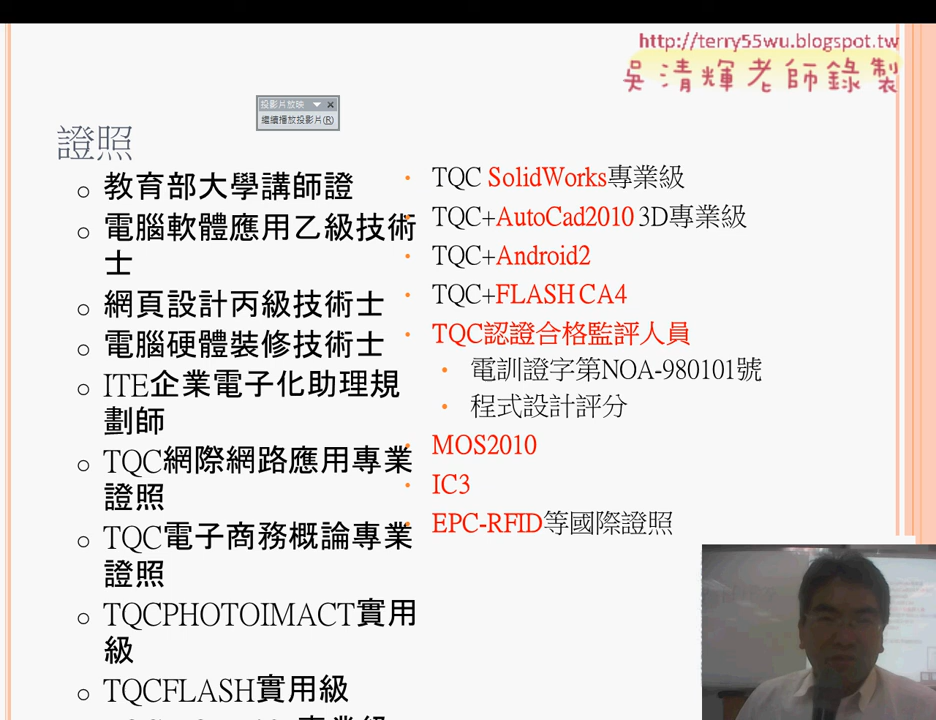 http://terry55wu.blogspot.tw
吳清輝老師錄製
投影片放映
繼續播放投影片(R)
證照
教育部大學講師證
電腦軟體應用乙級技術
士
網頁設計丙級技術士
電腦硬體裝修技術士
ITE企業電子化助理規
劃師
TQC網際網路應用專業
證照
TQC電子商務概論專業
證照
TQCPHOTOIMACT實用
級
TQCFLASH實用級
TQC SolidWorks專業級
TQC+AutoCad2010 3D專業級
TQC+Android2
TQC+FLASH CA4
TQC認證合格監評人員
電訓證字第NOA-980101號
程式設計評分
MOS2010
IC3
EPC-RFID等國際證照